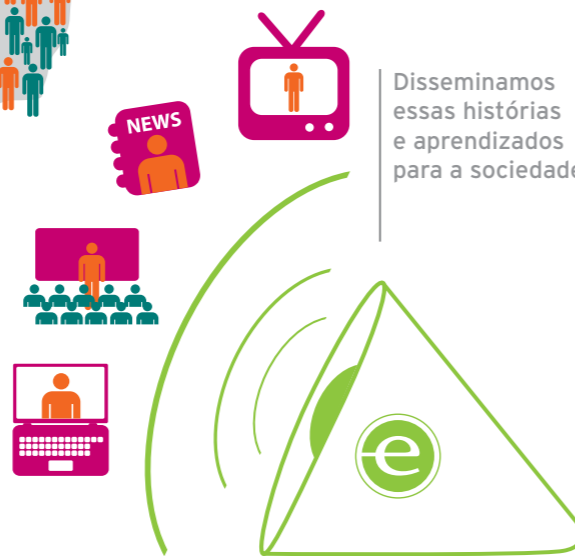 NEWS
Disseminamos
essas histórias
e aprendizados
para a sociedade
e